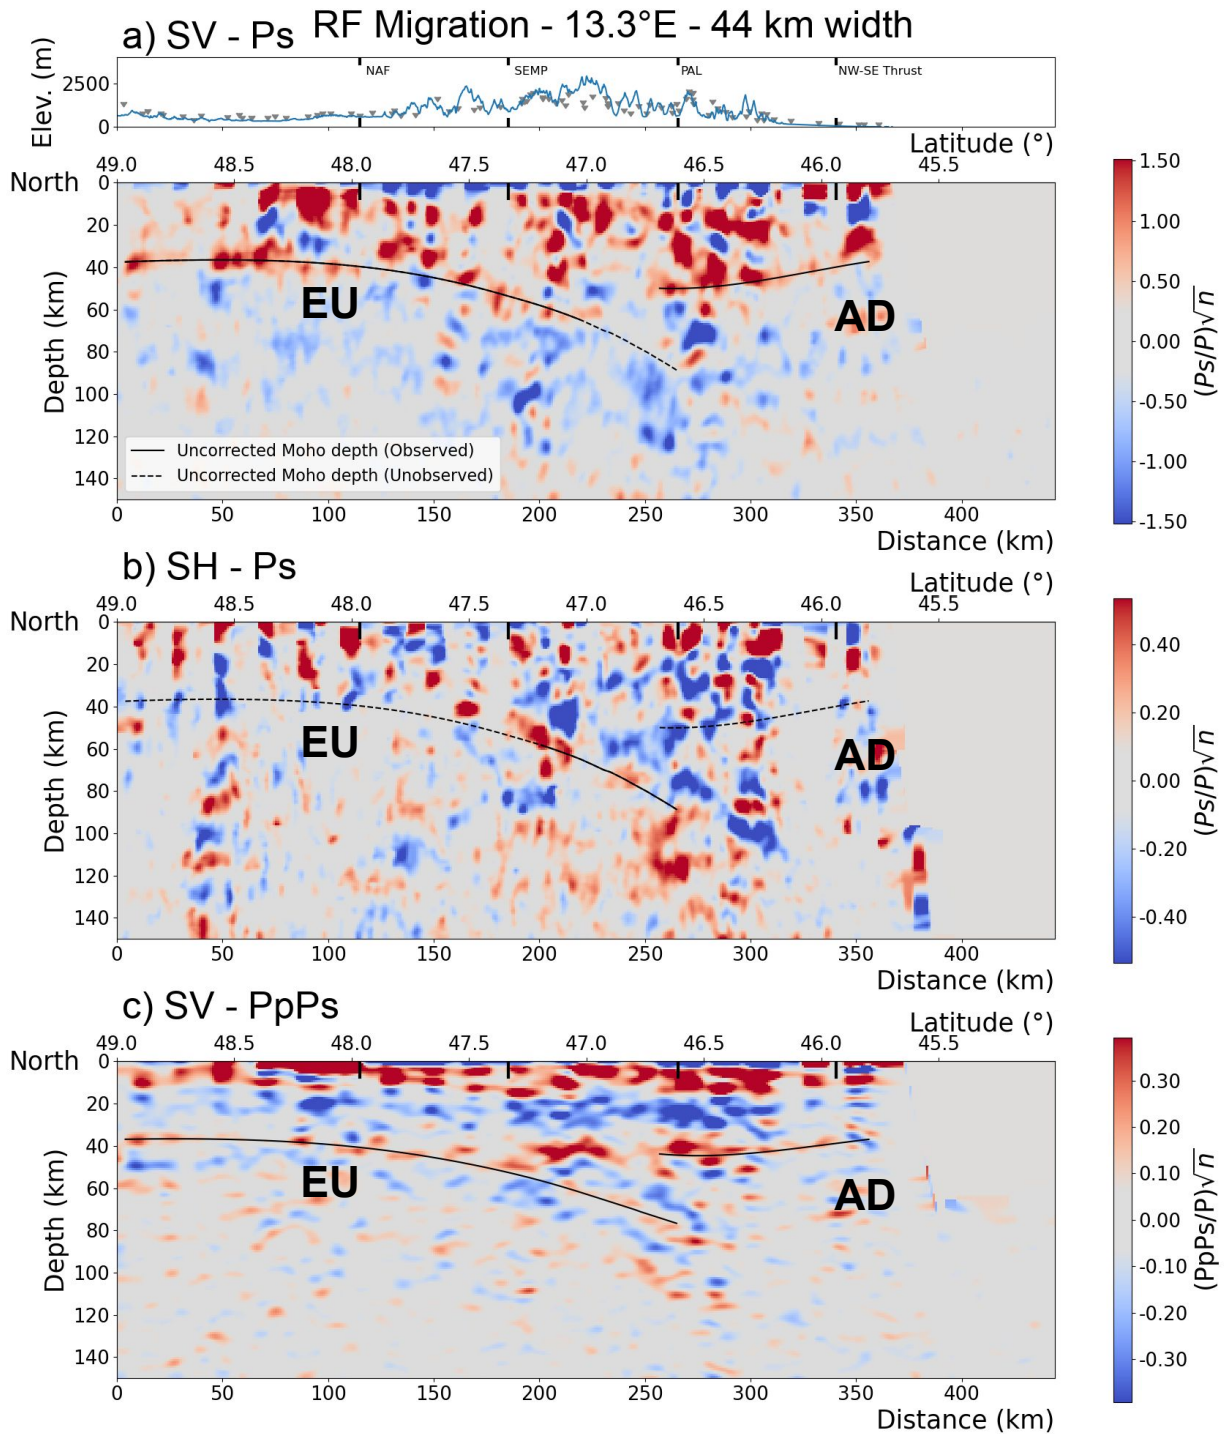 RF Migration - 13.3°E - 44 km width
a) SV - Ps
Elev. (m)
2500
0
NAF
SEMP
PAL
NW-SE Thrust
Latitude (°)
49.0 48.5 48.0 47.5 47.0 46.5 46.0 45.5
North
Depth (km)
0
20
40
60
80
100
120
140
EU
AD
Uncorrected Moho depth (Observed)
Uncorrected Moho depth (Unobserved)
0 50 100 150 200 250 300 350 400
Distance (km)
1.50
1.00
0.50
0.00
-0.50
-1.00
-1.50
(Ps/P)√n
b) SH - Ps
Latitude (°)
49.0 48.5 48.0 47.5 47.0 46.5 46.0 45.5
North
Depth (km)
0
20
40
60
80
100
120
140
EU
AD
0 50 100 150 200 250 300 350 400
Distance (km)
0.40
0.20
0.00
-0.20
-0.40
(Ps/P)√n
c) SV - PpPs
Latitude (°)
49.0 48.5 48.0 47.5 47.0 46.5 46.0 45.5
North
Depth (km)
0
20
40
60
80
100
120
140
EU
AD
0 50 100 150 200 250 300 350 400
Distance (km)
0.30
0.20
0.10
0.00
-0.10
-0.20
-0.30
(PpPs/P)√n